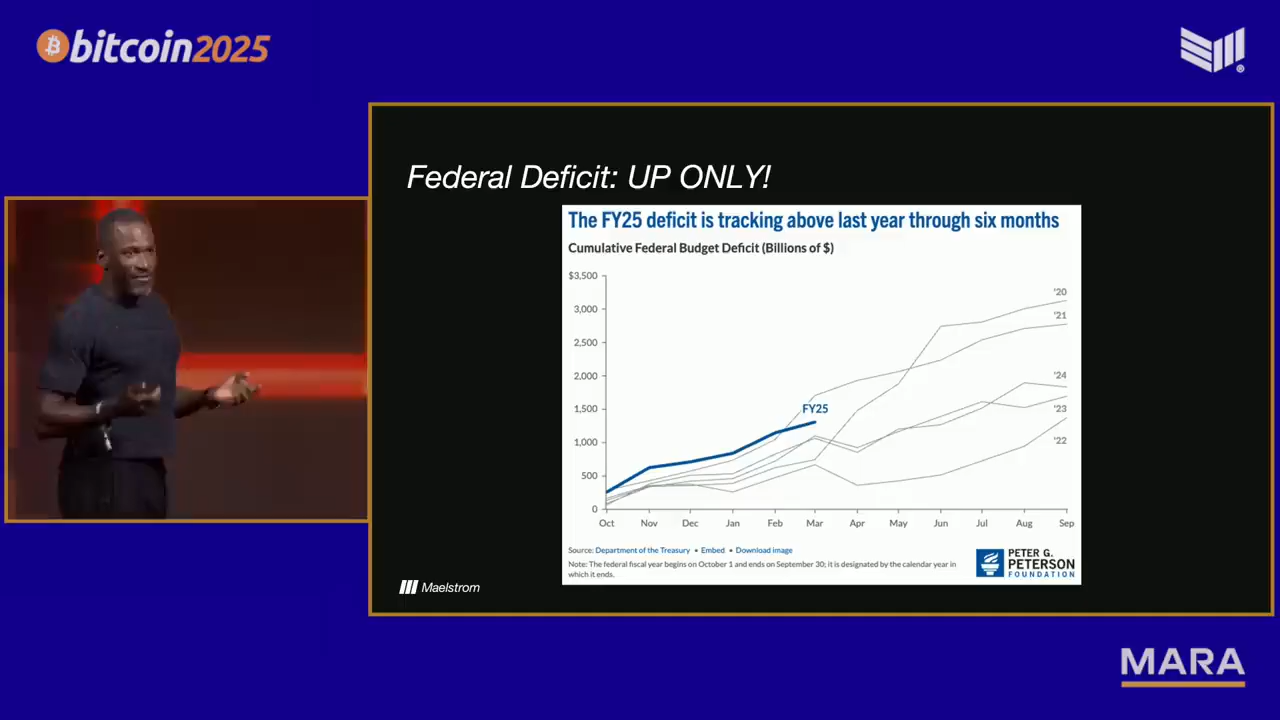 bitcoin2025
Federal Deficit: UP ONLY!
The FY25 deficit is tracking above last year through six months
Cumulative Federal Budget Deficit (Billions of $)
$3,500
3,000
2,500
2,000
1,500
1,000
500
0
'20
'21
'24
'23
'22
FY25
Oct Nov Dec Jan Feb Mar Apr May Jun Jul Aug Sep
Source: Department of the Treasury • Embed • Download image
Note: The federal fiscal year begins on October 1 and ends on September 30; it is designated by the calendar year in
which it ends.
PETER G.
PETERSON
FOUNDATION
Maelstrom
MARA